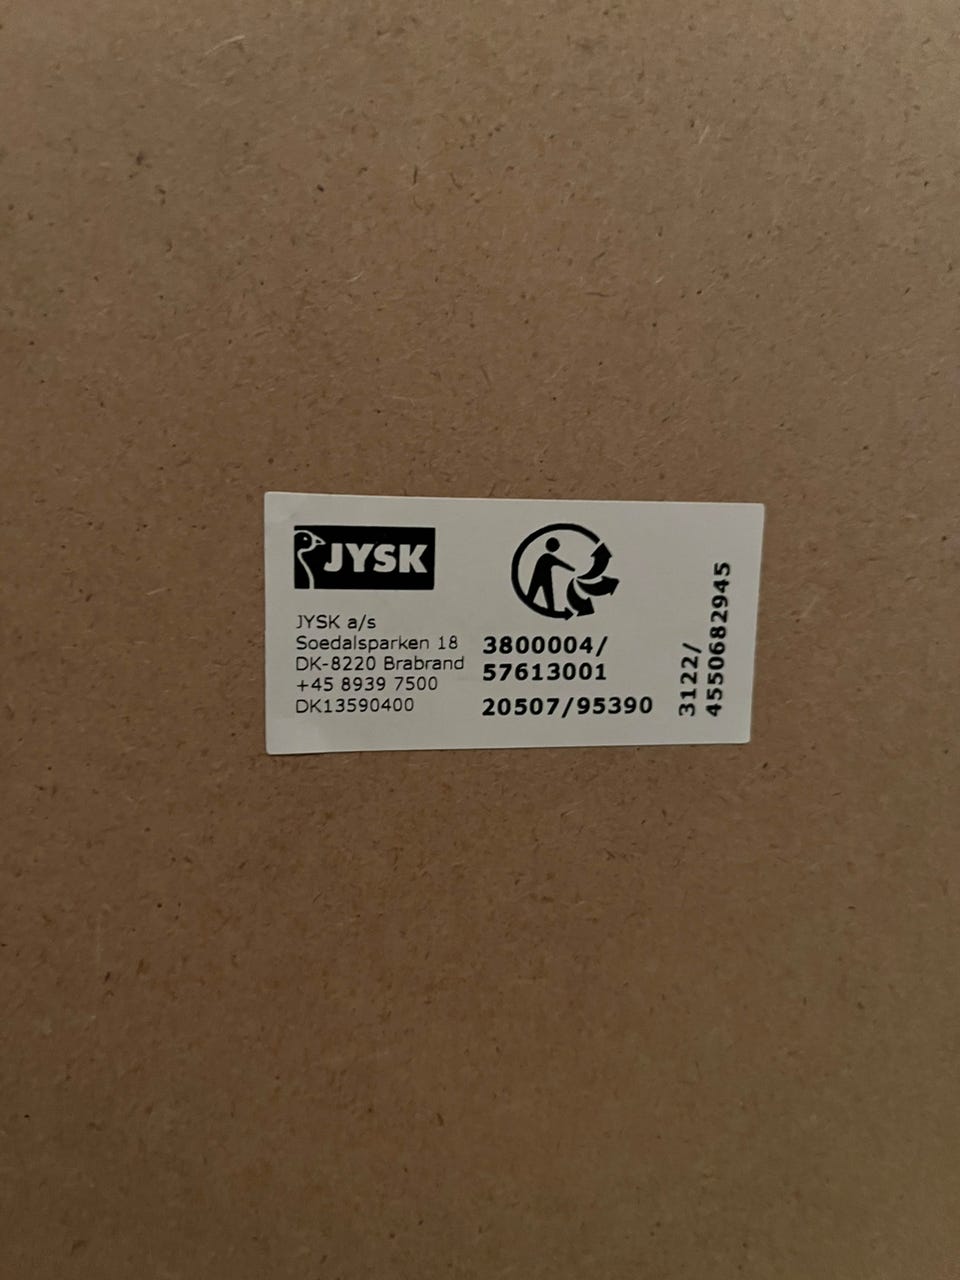 JYSK
JYSK a/s
Soedalsparken 18
DK-8220 Brabrand
+45 8939 7500
DK13590400
3800004/
57613001
20507/95390
3122/
4550682945